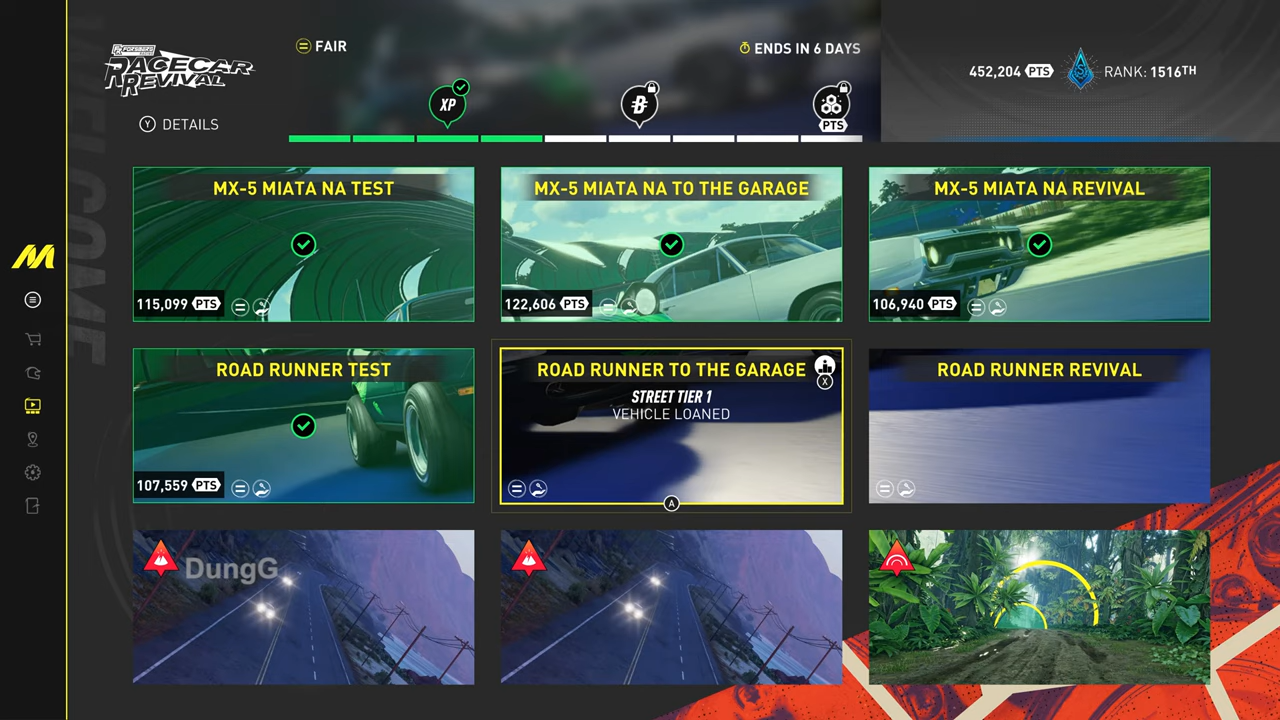 FORSBERG
RACING
RACECAR
REVIVAL
FAIR
ENDS IN 6 DAYS
452,204 PTS
RANK: 1516TH
Y DETAILS
XP
B
PTS
MX-5 MIATA NA TEST
115,099 PTS
MX-5 MIATA NA TO THE GARAGE
122,606 PTS
MX-5 MIATA NA REVIVAL
106,940 PTS
ROAD RUNNER TEST
107,559 PTS
ROAD RUNNER TO THE GARAGE
X
STREET TIER 1
VEHICLE LOANED
A
ROAD RUNNER REVIVAL
DungG